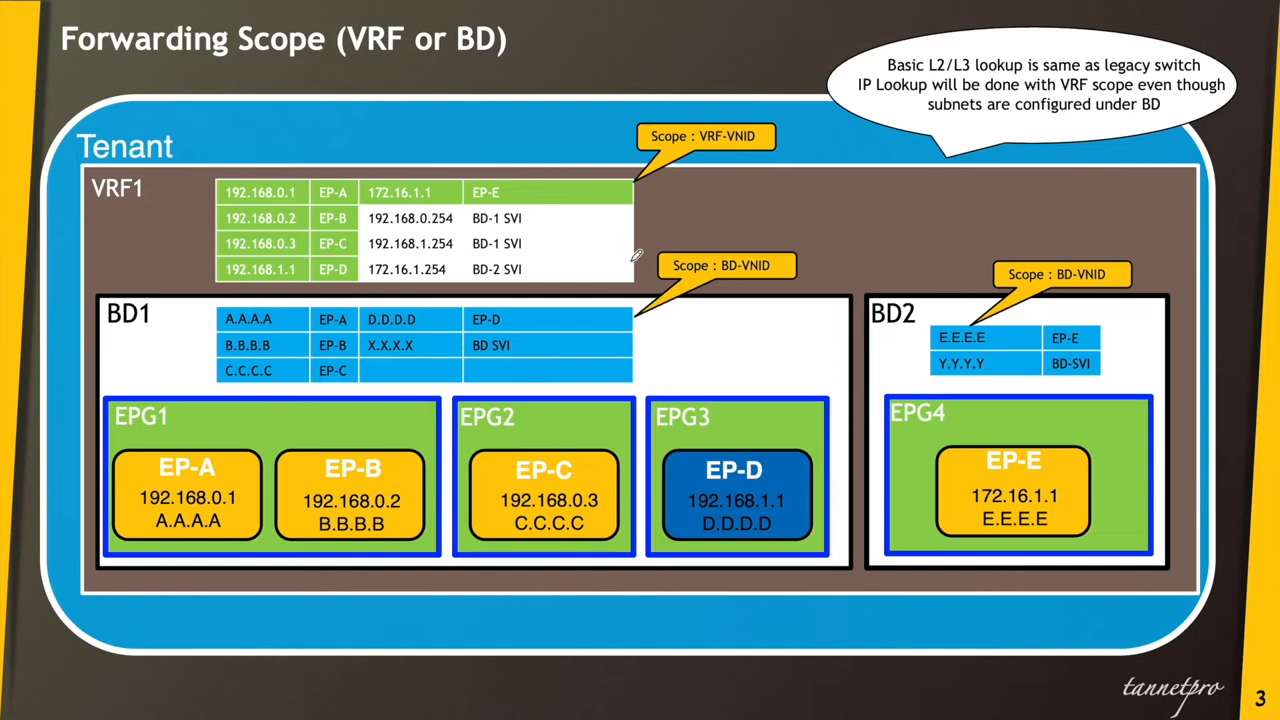 Forwarding Scope (VRF or BD)
Basic L2/L3 lookup is same as legacy switch
IP Lookup will be done with VRF scope even though
subnets are configured under BD
Tenant
Scope : VRF-VNID
VRF1
192.168.0.1 EP-A 172.16.1.1 EP-E
192.168.0.2 EP-B 192.168.0.254 BD-1 SVI
192.168.0.3 EP-C 192.168.1.254 BD-1 SVI
192.168.1.1 EP-D 172.16.1.254 BD-2 SVI
Scope : BD-VNID
Scope : BD-VNID
BD1
A.A.A.A EP-A D.D.D.D EP-D
B.B.B.B EP-B X.X.X.X BD SVI
C.C.C.C EP-C
BD2
E.E.E.E EP-E
Y.Y.Y.Y BD-SVI
EPG1
EP-A
192.168.0.1
A.A.A.A
EP-B
192.168.0.2
B.B.B.B
EPG2
EP-C
192.168.0.3
C.C.C.C
EPG3
EP-D
192.168.1.1
D.D.D.D
EPG4
EP-E
172.16.1.1
E.E.E.E
tannetpro
3